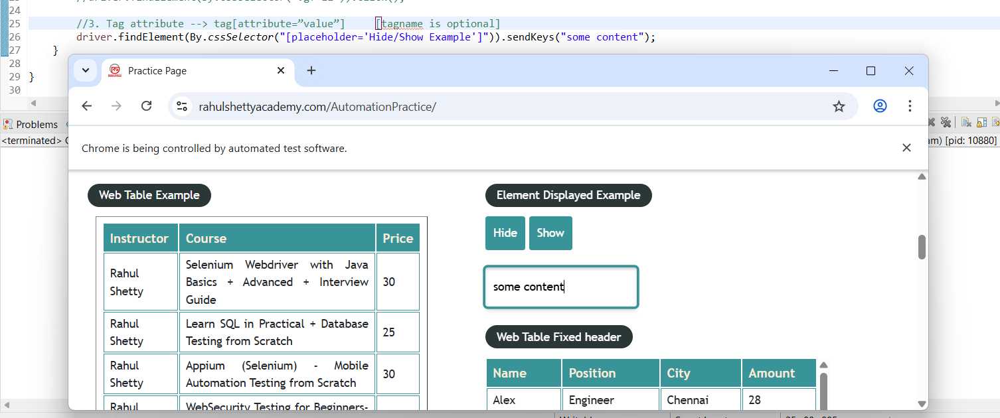 24
25 //3. Tag attribute --> tag[attribute=”value”] [tagname is optional]
26 driver.findElement(By.cssSelector("[placeholder='Hide/Show Example']")).sendKeys("some content");
27 }
28
29 }
30
Problems
<terminated>
am) [pid: 10880]
Practice Page
rahulshettyacademy.com/AutomationPractice/
Chrome is being controlled by automated test software.
Web Table Example
Instructor Course Price
Rahul Shetty
Selenium Webdriver with Java
Basics + Advanced + Interview
Guide
30
Rahul Shetty
Learn SQL in Practical + Database
Testing from Scratch
25
Rahul Shetty
Appium (Selenium) - Mobile
Automation Testing from Scratch
30
Rahul
WebSecurity Testing for Beginners-
Element Displayed Example
Hide Show
some content
Web Table Fixed header
Name Position City Amount
Alex Engineer Chennai 28